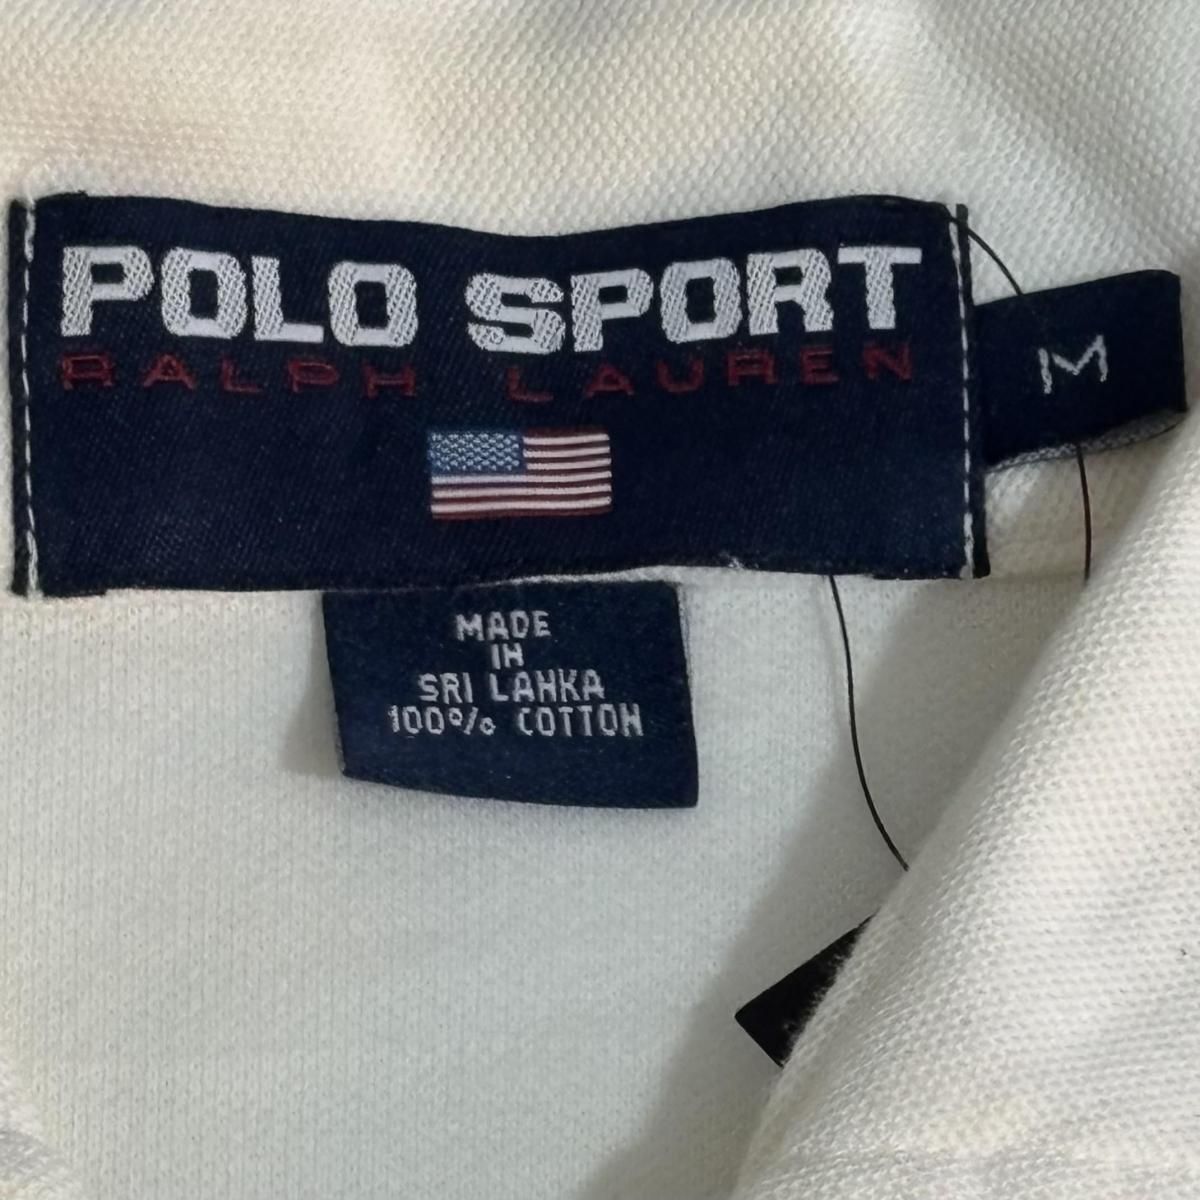 POLO SPORT
RALPH LAUREN
M
MADE
IN
SRI LANKA
100% COTTON